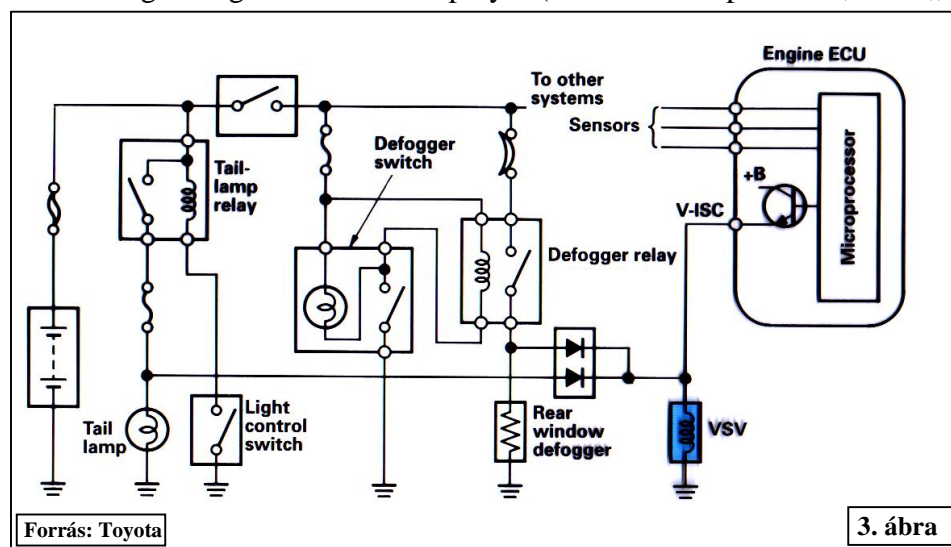 Engine ECU
To other
systems
Sensors
Defogger
switch
Tail-
lamp
relay
+B
V-ISC
Microprocessor
Defogger relay
Tail
lamp
Light
control
switch
Rear
window
defogger
VSV
Forrás: Toyota
3. ábra